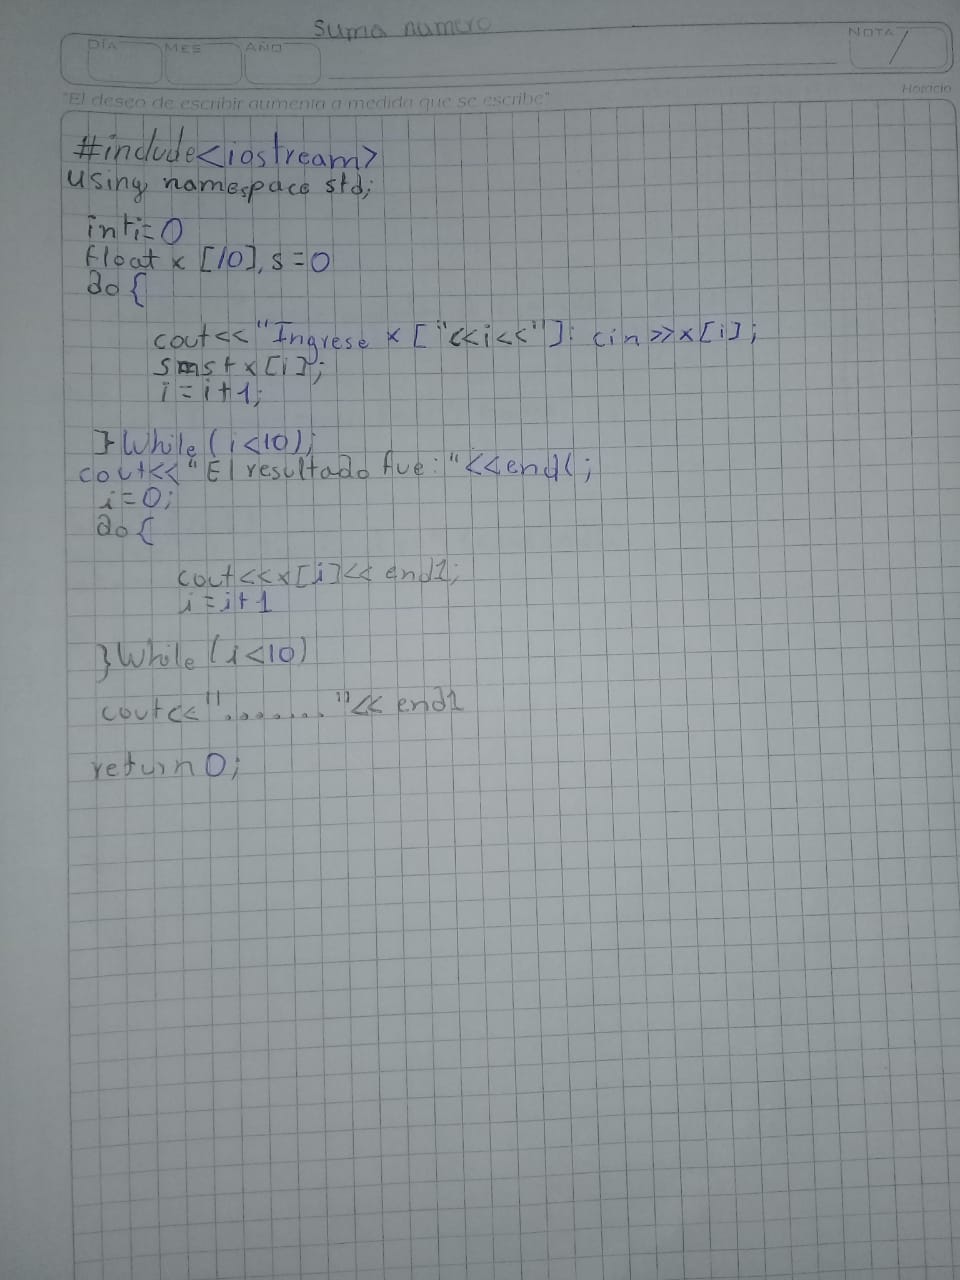 Suma numero
DÍA MES AÑO NOTA
"El deseo de escribir aumenta a medida que se escribe" Horacio
#include<iostream>
using namespace std;
int i=0
float x [10], s=0
do {
cout<<"Ingrese x ["<<i<<"]: cin>>x[i];
s=s+x[i];
i=i+1;
}While(i<10);
cout<<"El resultado fue:"<<endl;
i=0;
do {
cout<<x[i]<<endl;
i=i+1
}While(i<10)
cout<<"........"<<endl
return 0;